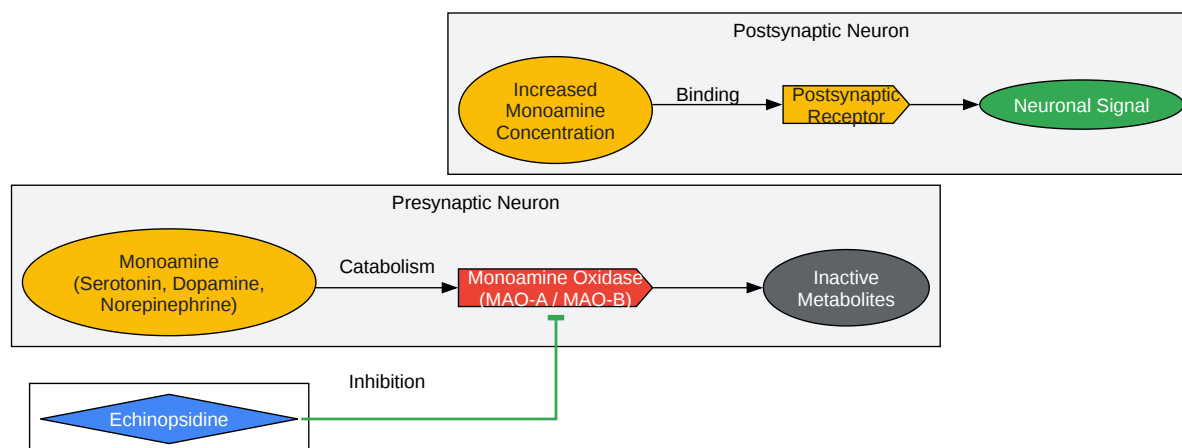 Postsynaptic Neuron
Increased
Monoamine
Concentration
Binding
Postsynaptic
Receptor
Neuronal Signal
Presynaptic Neuron
Monoamine
(Serotonin, Dopamine,
Norepinephrine)
Catabolism
Monoamine Oxidase
(MAO-A / MAO-B)
Inactive
Metabolites
Inhibition
Echinopsidine